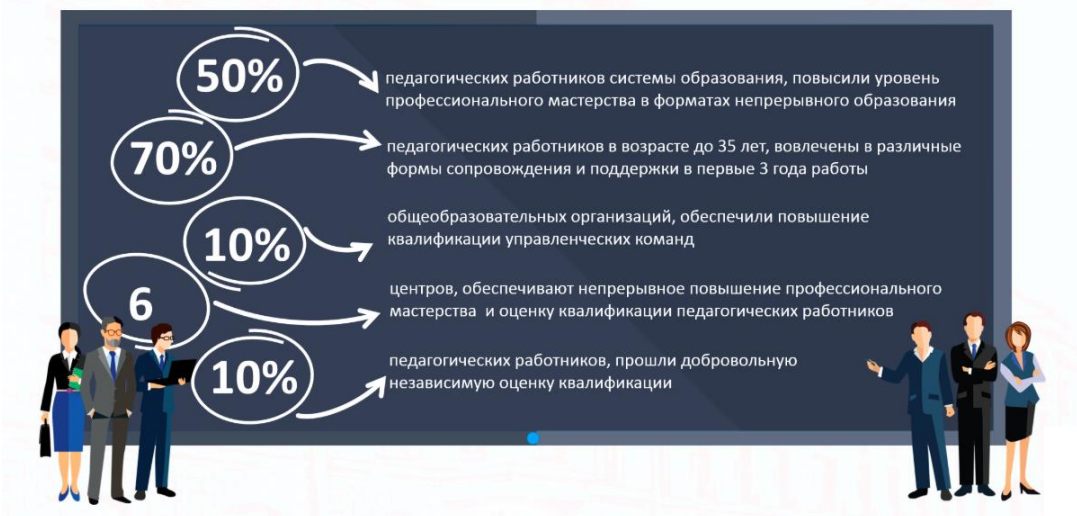 50%
педагогических работников системы образования, повысили уровень
профессионального мастерства в форматах непрерывного образования
70%
педагогических работников в возрасте до 35 лет, вовлечены в различные
формы сопровождения и поддержки в первые 3 года работы
10%
общеобразовательных организаций, обеспечили повышение
квалификации управленческих команд
6
центров, обеспечивают непрерывное повышение профессионального
мастерства и оценку квалификации педагогических работников
10%
педагогических работников, прошли добровольную
независимую оценку квалификации